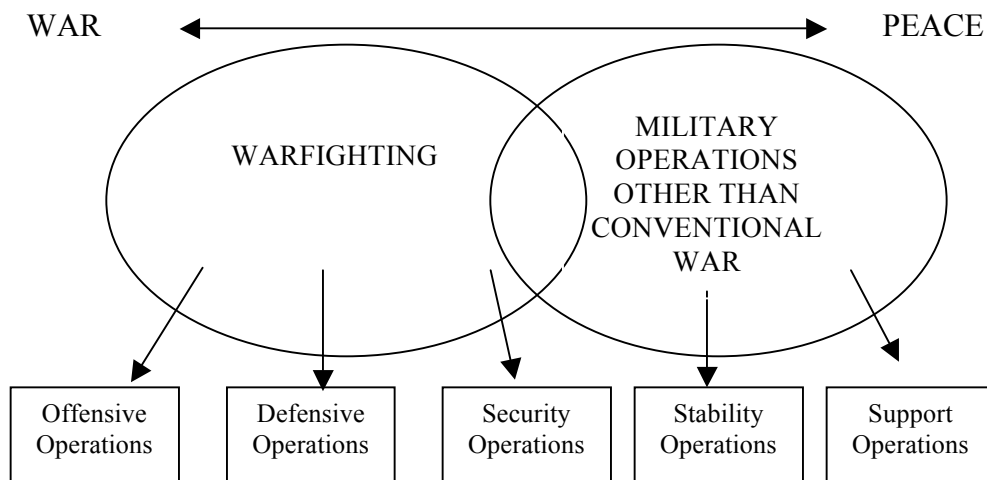 WAR PEACE
WARFIGHTING
MILITARY
OPERATIONS
OTHER THAN
CONVENTIONAL
WAR
Offensive
Operations
Defensive
Operations
Security
Operations
Stability
Operations
Support
Operations